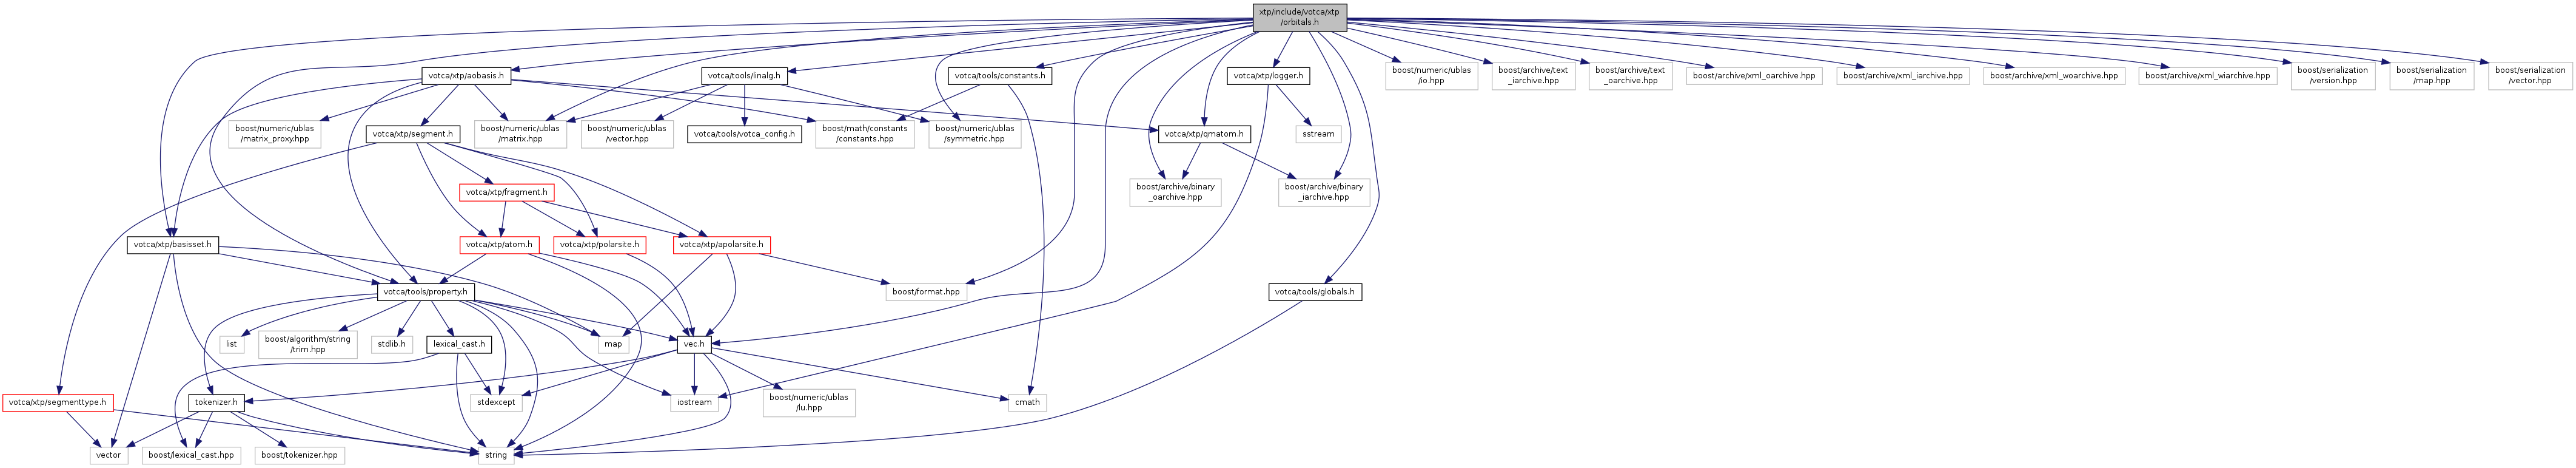 xtp/include/votca/xtp
/orbitals.h
votca/xtp/aobasis.h
votca/tools/linalg.h
votca/tools/constants.h
votca/xtp/logger.h
boost/numeric/ublas
/io.hpp
boost/archive/text
_iarchive.hpp
boost/archive/text
_oarchive.hpp
boost/archive/xml_oarchive.hpp
boost/archive/xml_iarchive.hpp
boost/archive/xml_woarchive.hpp
boost/archive/xml_wiarchive.hpp
boost/serialization
/version.hpp
boost/serialization
/map.hpp
boost/serialization
/vector.hpp
boost/numeric/ublas
/matrix_proxy.hpp
votca/xtp/segment.h
boost/numeric/ublas
/matrix.hpp
boost/numeric/ublas
/vector.hpp
votca/tools/votca_config.h
boost/math/constants
/constants.hpp
boost/numeric/ublas
/symmetric.hpp
votca/xtp/qmatom.h
sstream
votca/xtp/fragment.h
boost/archive/binary
_oarchive.hpp
boost/archive/binary
_iarchive.hpp
votca/xtp/basisset.h
votca/xtp/atom.h
votca/xtp/polarsite.h
votca/xtp/apolarsite.h
votca/tools/property.h
boost/format.hpp
votca/tools/globals.h
list
boost/algorithm/string
/trim.hpp
stdlib.h
lexical_cast.h
map
vec.h
votca/xtp/segmenttype.h
tokenizer.h
stdexcept
iostream
boost/numeric/ublas
/lu.hpp
cmath
vector
boost/lexical_cast.hpp
boost/tokenizer.hpp
string